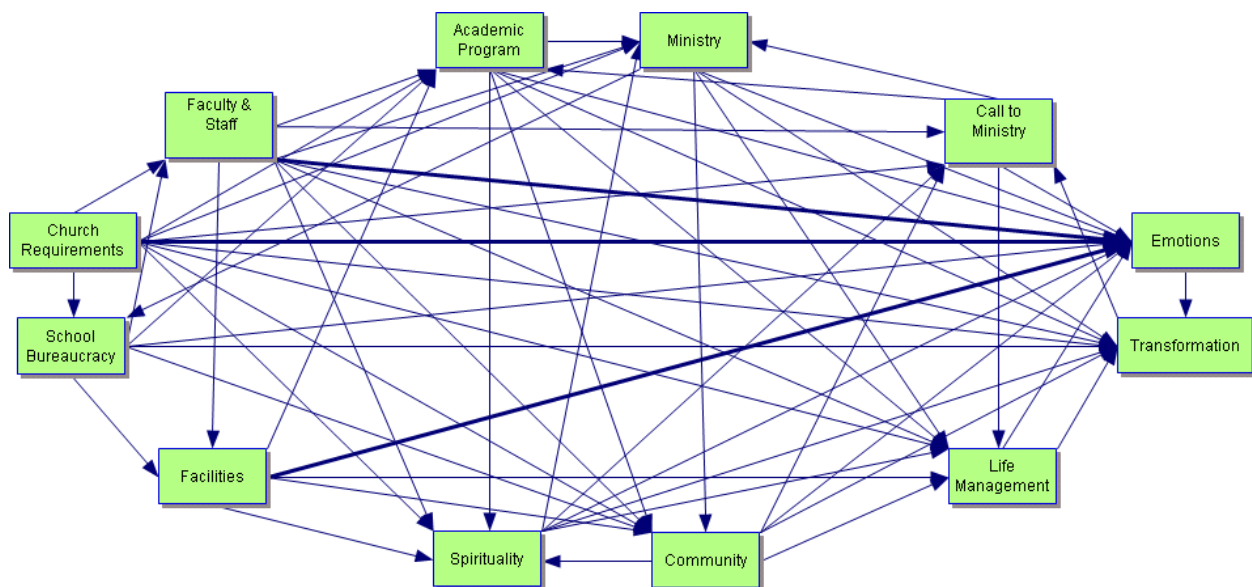 Academic
Program
Ministry
Faculty &
Staff
Call to
Ministry
Church
Requirements
Emotions
School
Bureaucracy
Transformation
Facilities
Life
Management
Spirituality
Community